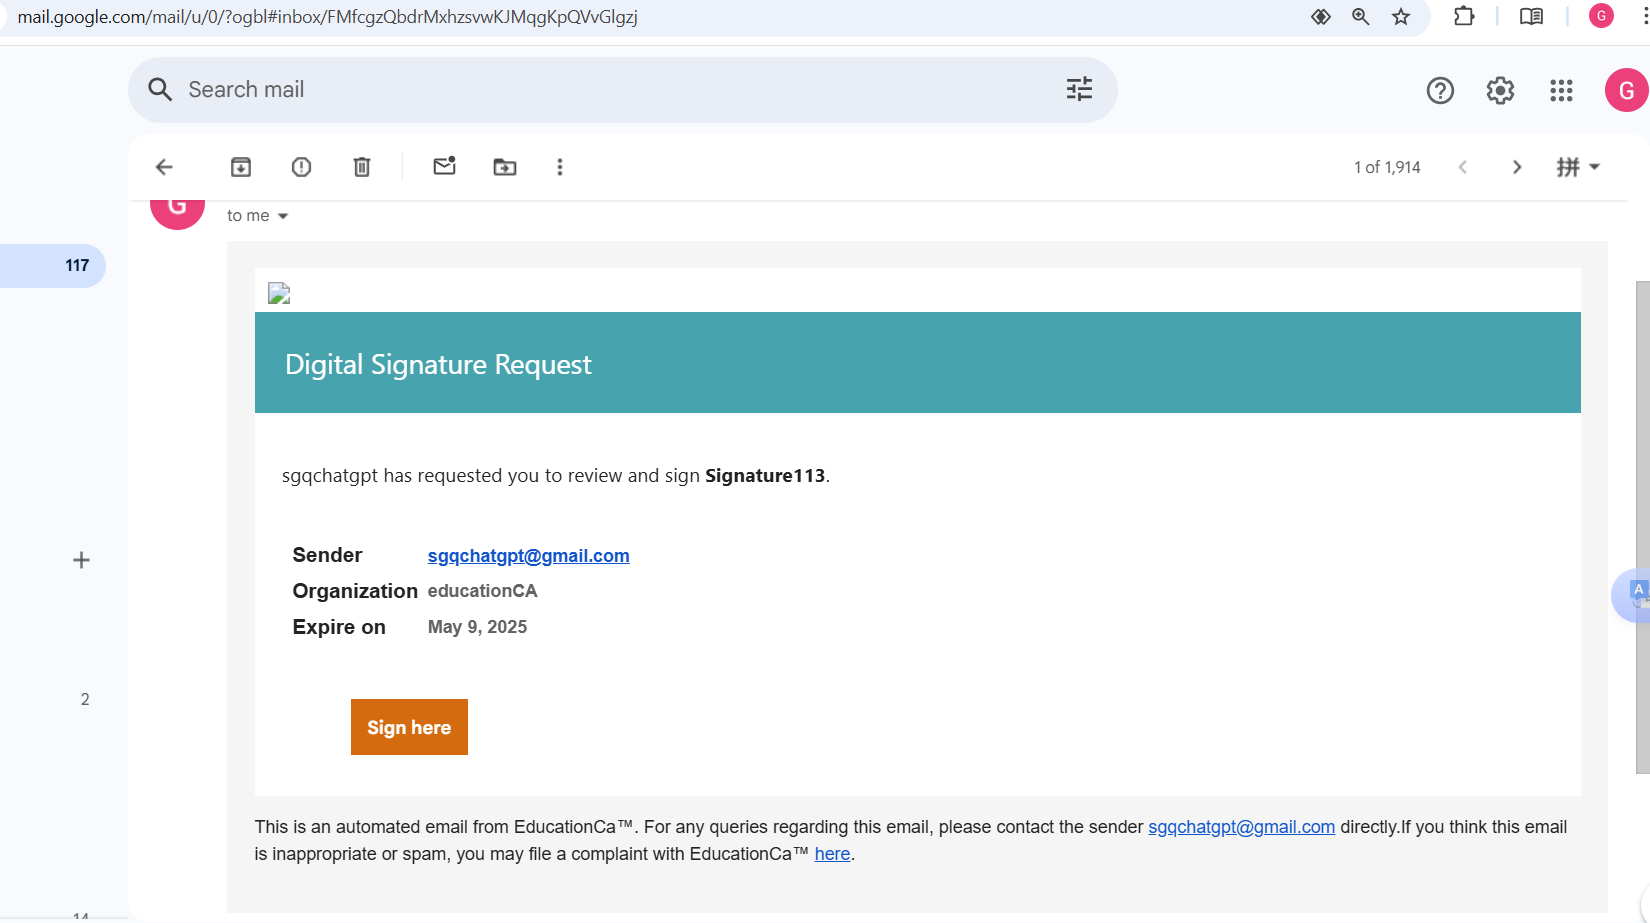 mail.google.com/mail/u/0/?ogbl#inbox/FMfcgzQbdrMxhzsvwKJMqgKpQVvGlgzj
G
Search mail
G
1 of 1,914
拼
G
to me
117
Digital Signature Request
sgqchatgpt has requested you to review and sign Signature113.
Sender sgqchatgpt@gmail.com
Organization educationCA
Expire on May 9, 2025
A
2
Sign here
This is an automated email from EducationCa™. For any queries regarding this email, please contact the sender sgqchatgpt@gmail.com directly.If you think this email
is inappropriate or spam, you may file a complaint with EducationCa™ here.
14